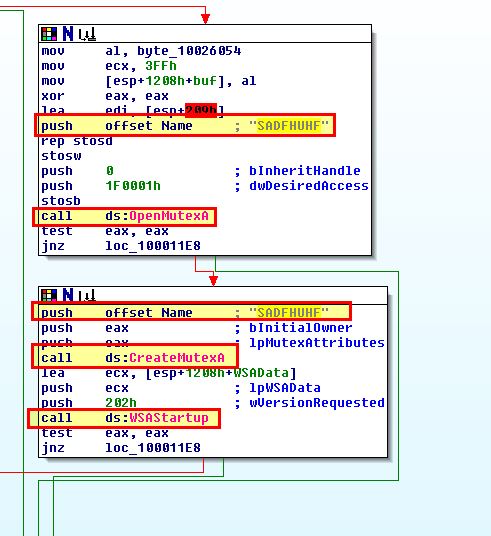 mov al, byte_10026054
mov ecx, 3FFh
mov [esp+1208h+buf], al
xor eax, eax
lea edi, [esp+209h]
push offset Name ; "SADFHUHF"
rep stosd
stosw
push 0 ; bInheritHandle
push 1F0001h ; dwDesiredAccess
stosb
call ds:OpenMutexA
test eax, eax
jnz loc_100011E8
push offset Name ; "SADFHUHF"
push eax ; bInitialOwner
push eax ; lpMutexAttributes
call ds:CreateMutexA
lea ecx, [esp+1208h+WSAData]
push ecx ; lpWSAData
push 202h ; wVersionRequested
call ds:WSAStartup
test eax, eax
jnz loc_100011E8